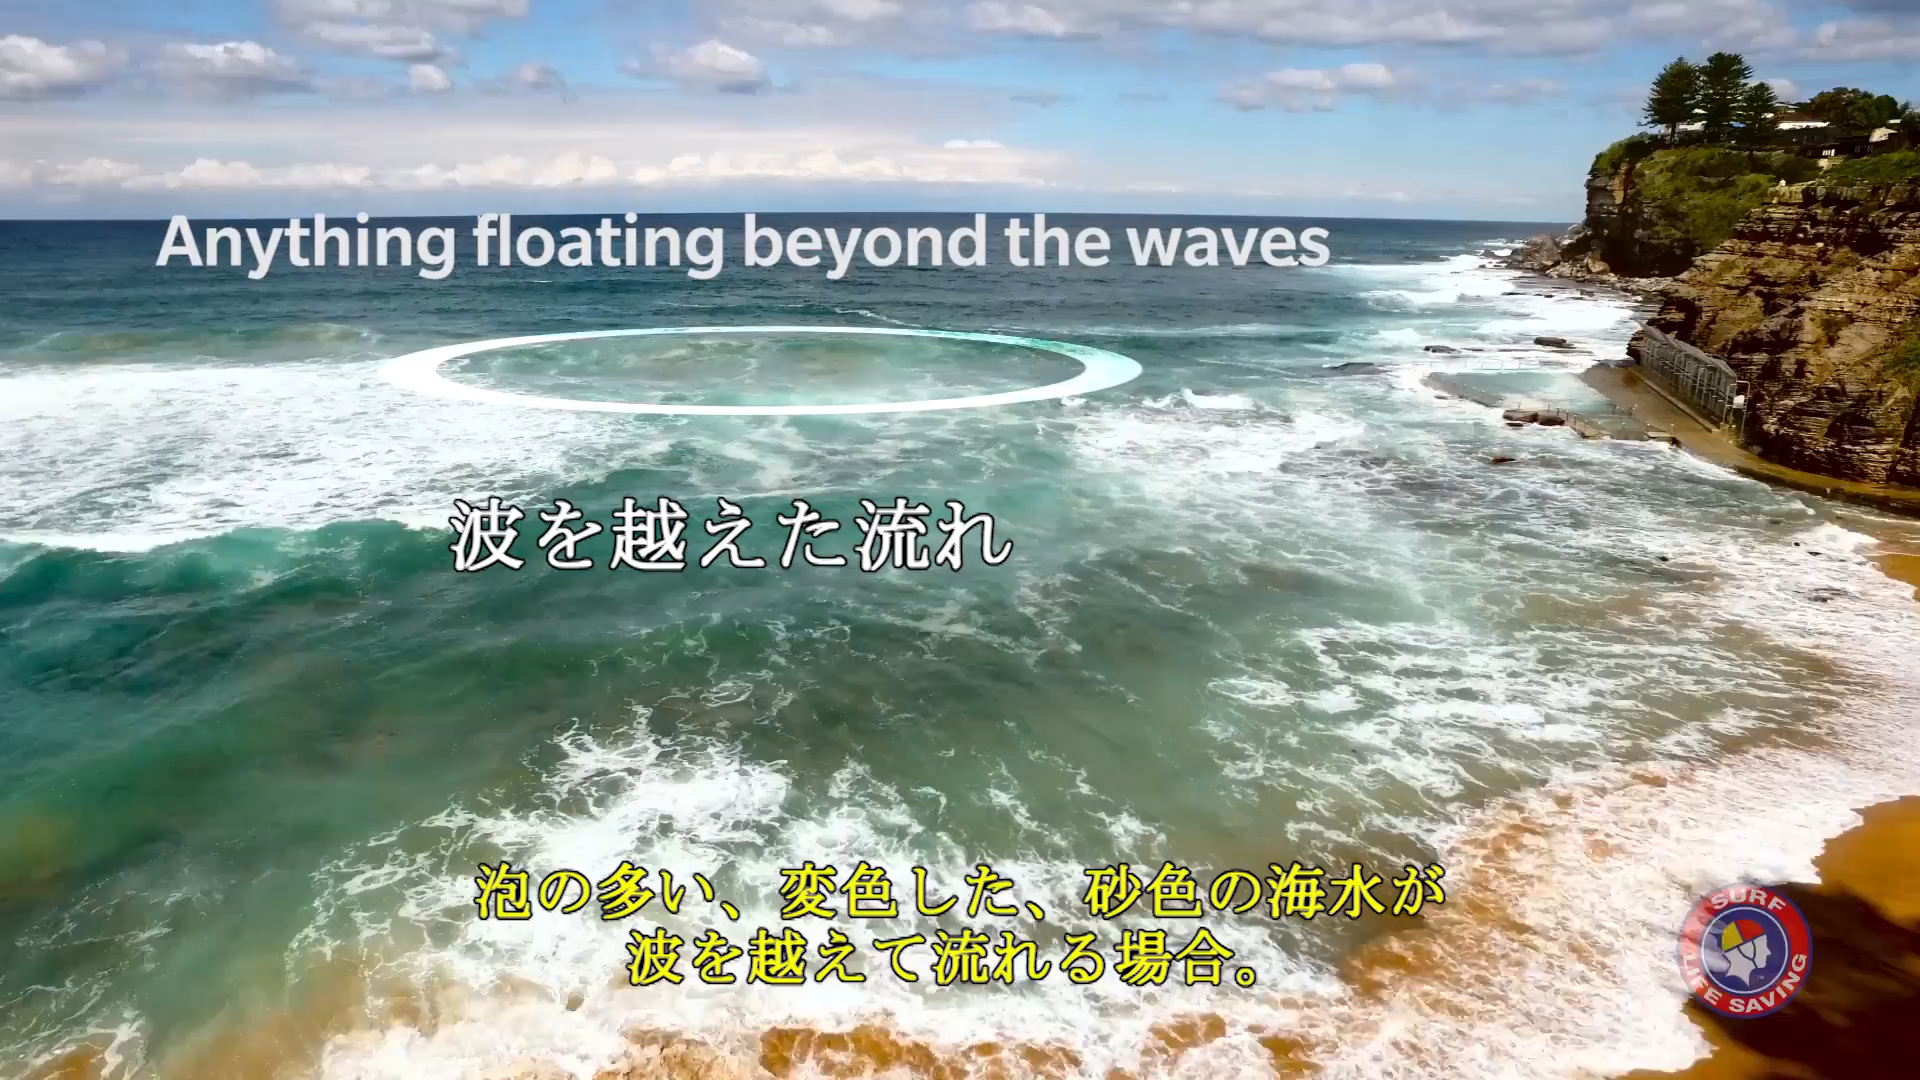 Anything floating beyond the waves
波を越えた流れ
泡の多い、変色した、砂色の海水が
波を越えて流れる場合。
SURF
LIFE SAVING